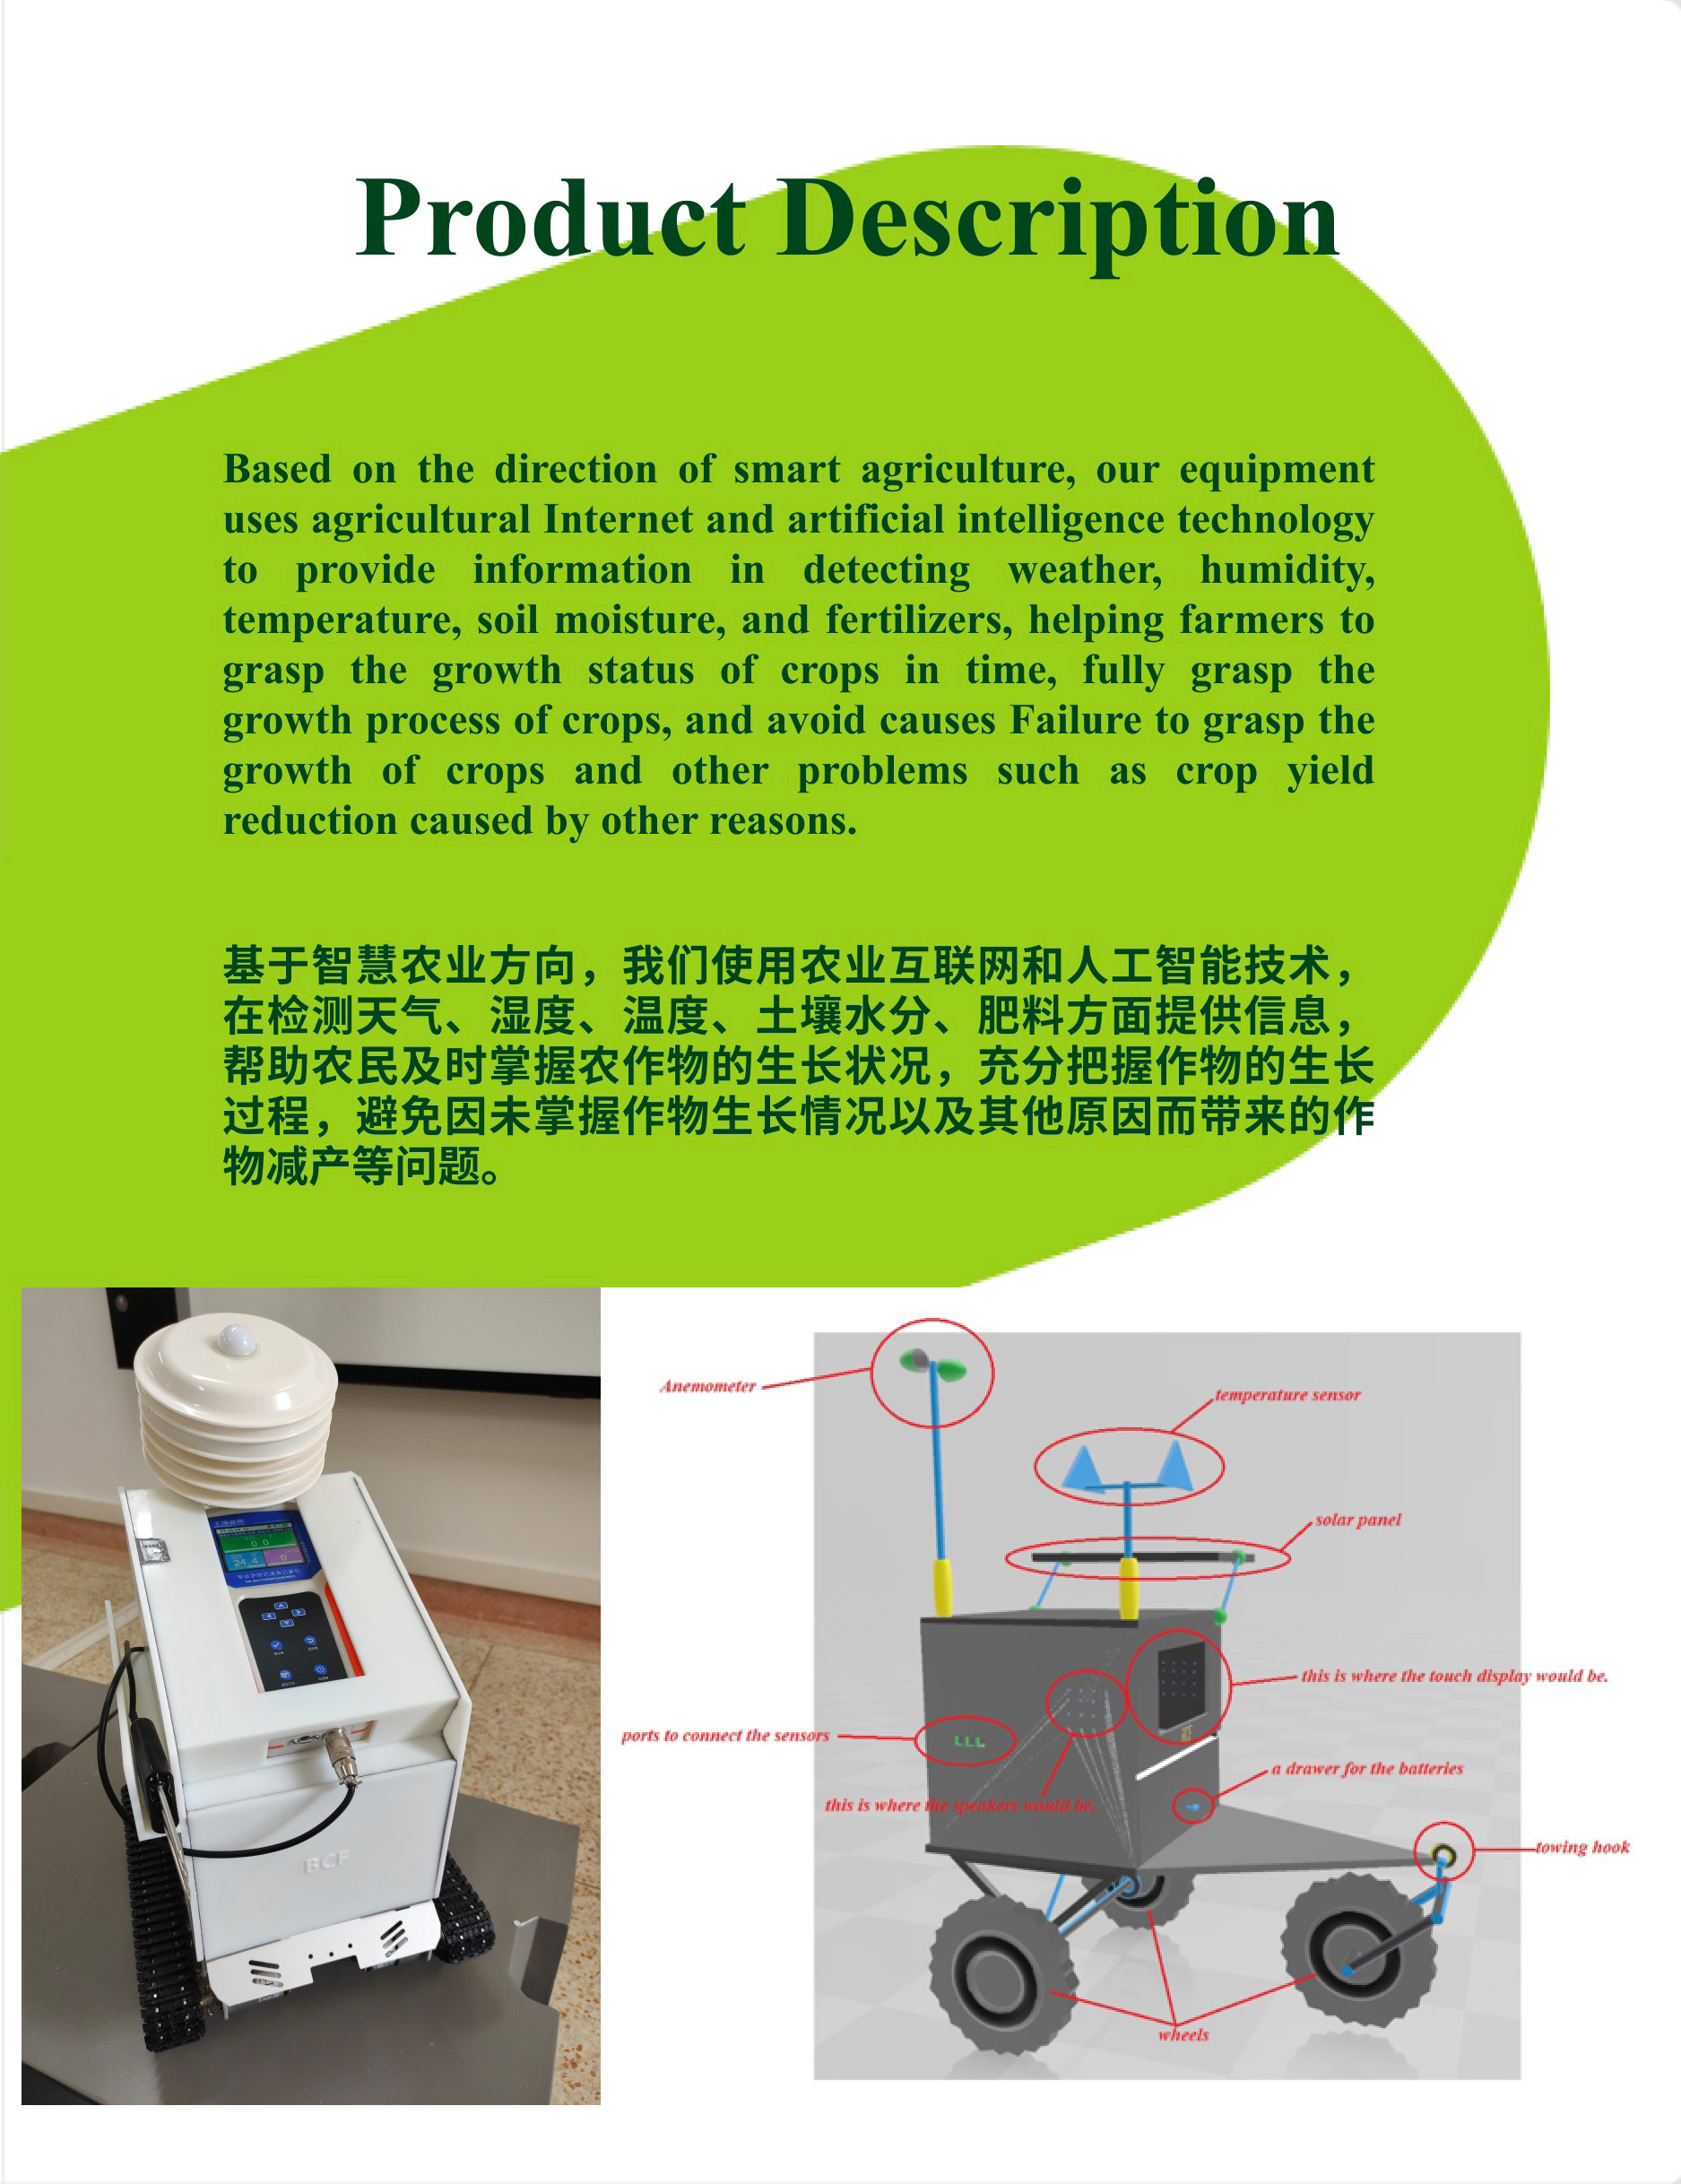 Product Description
Based on the direction of smart agriculture, our equipment
uses agricultural Internet and artificial intelligence technology
to provide information in detecting weather, humidity,
temperature, soil moisture, and fertilizers, helping farmers to
grasp the growth status of crops in time, fully grasp the
growth process of crops, and avoid causes Failure to grasp the
growth of crops and other problems such as crop yield
reduction caused by other reasons.
基于智慧农业方向，我们使用农业互联网和人工智能技术，
在检测天气、湿度、温度、土壤水分、肥料方面提供信息，
帮助农民及时掌握农作物的生长状况，充分把握作物的生长
过程，避免因未掌握作物生长情况以及其他原因而带来的作
物减产等问题。
0.0
24.4
0
BCF
Anemometer
temperature sensor
solar panel
this is where the touch display would be.
ports to connect the sensors
a drawer for the batteries
this is where the speakers would be.
towing hook
wheels
LLL